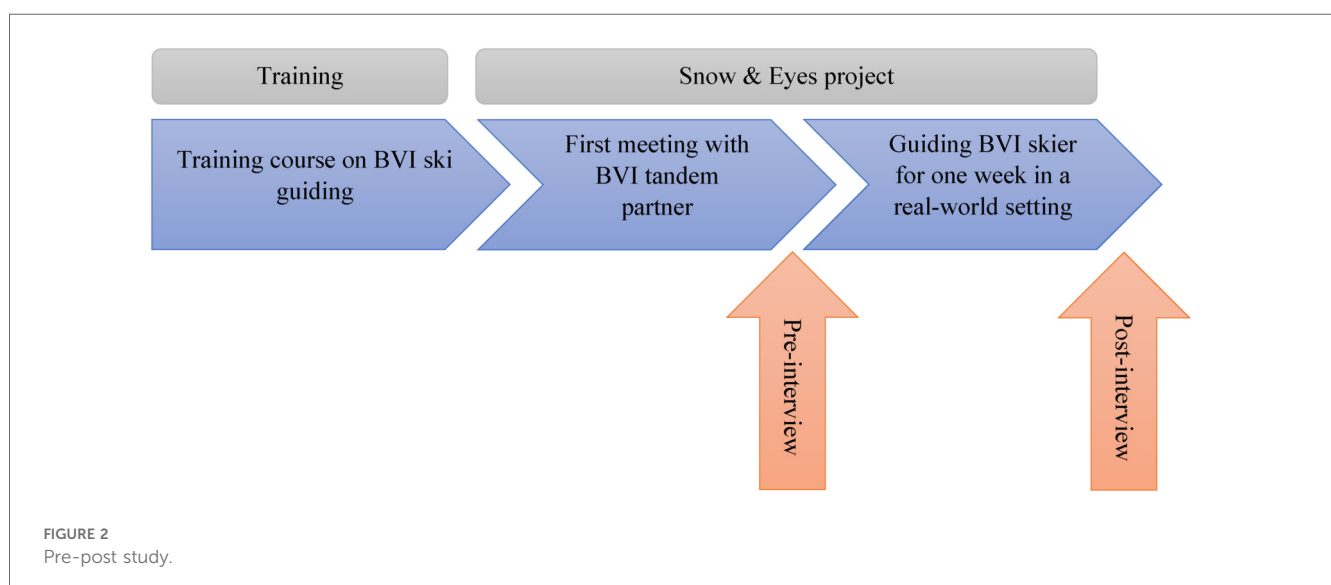 Training
Snow & Eyes project
Training course on BVI ski
guiding
First meeting with
BVI tandem
partner
Guiding BVI skier
for one week in a
real-world setting
Pre-interview
Post-interview
FIGURE 2
Pre-post study.